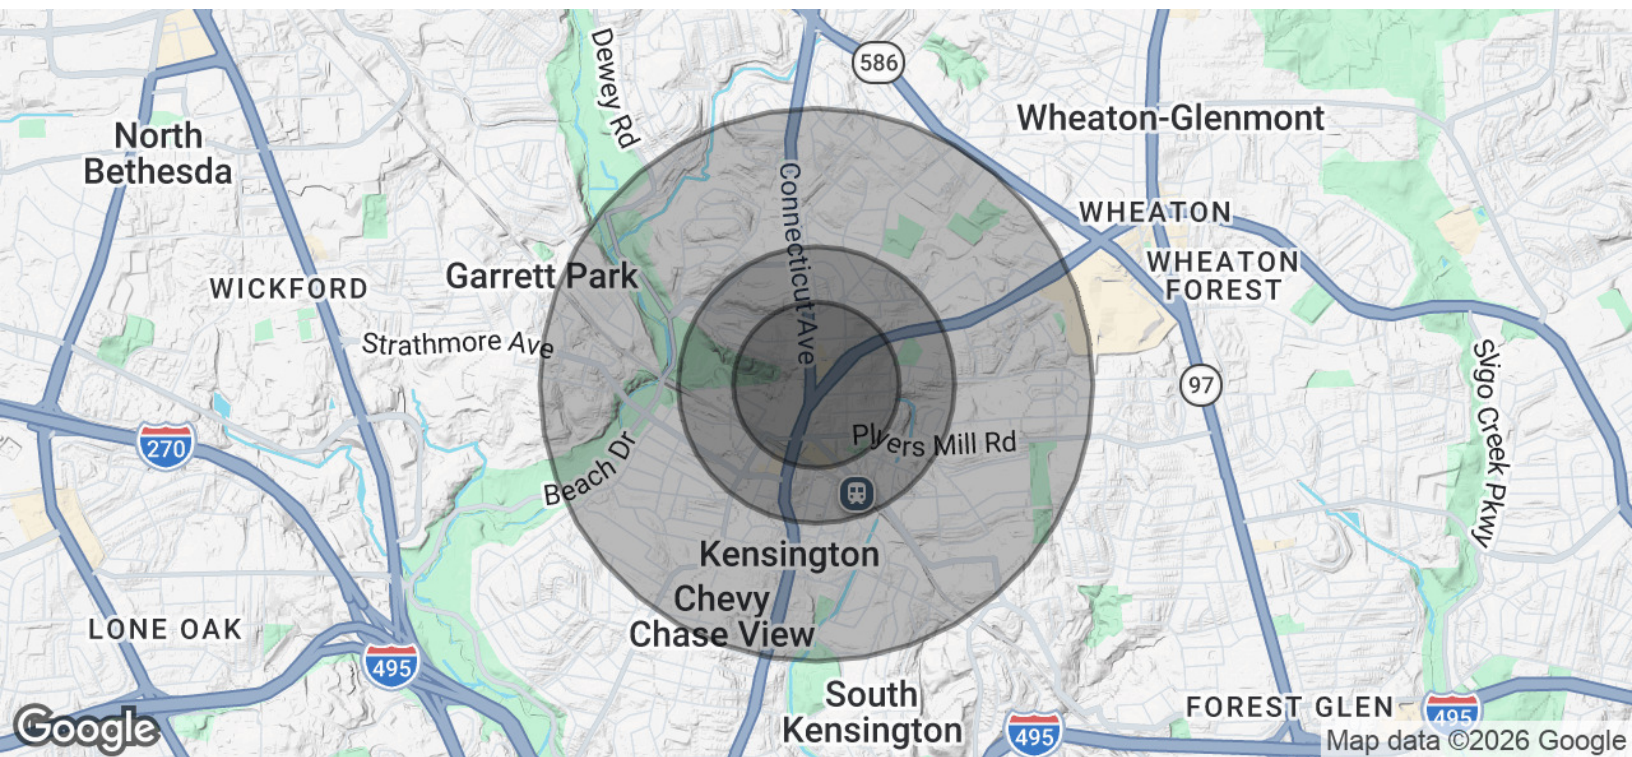 Dewey Rd
586
Wheaton-Glenmont
North
Bethesda
Connecticut Ave
WHEATON
WHEATON
FOREST
Garrett Park
WICKFORD
Strathmore Ave
Sligo Creek Pkwy
97
270
Plyers Mill Rd
Beach Dr
Kensington
Chevy
Chase View
LONE OAK
495
South
Kensington
FOREST GLEN
495
495
Google
Map data ©2026 Google